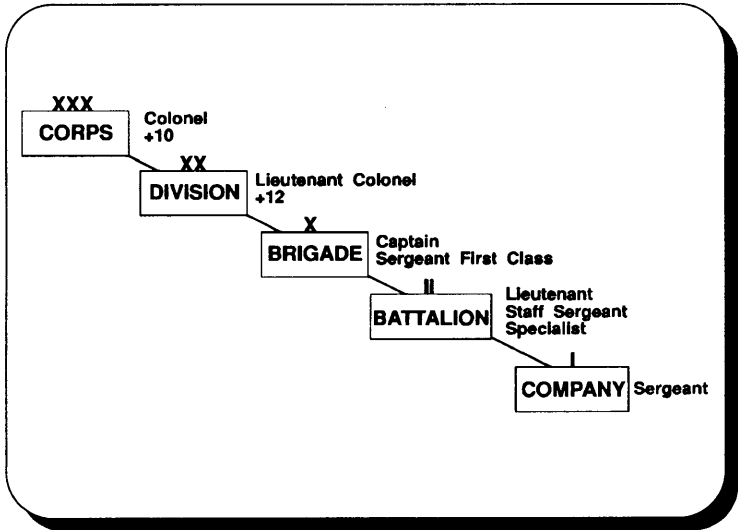 XXX
CORPS
Colonel
+10
XX
DIVISION
Lieutenant Colonel
+12
X
BRIGADE
Captain
Sergeant First Class
II
BATTALION
Lieutenant
Staff Sergeant
Specialist
I
COMPANY
Sergeant